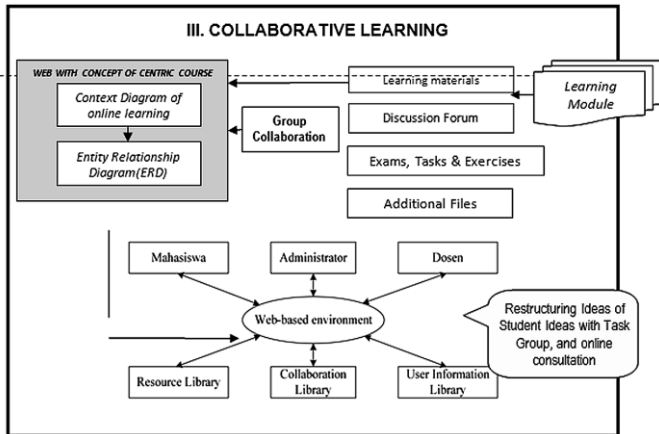 III. COLLABORATIVE LEARNING
WEB WITH CONCEPT OF CENTRIC COURSE
Context Diagram of
online learning
Entity Relationship
Diagram(ERD)
Group
Collaboration
Learning materials
Discussion Forum
Exams, Tasks & Exercises
Additional Files
Learning
Module
Mahasiswa
Administrator
Dosen
Web-based environment
Resource Library
Collaboration
Library
User Information
Library
Restructuring Ideas of
Student Ideas with Task
Group, and online
consultation